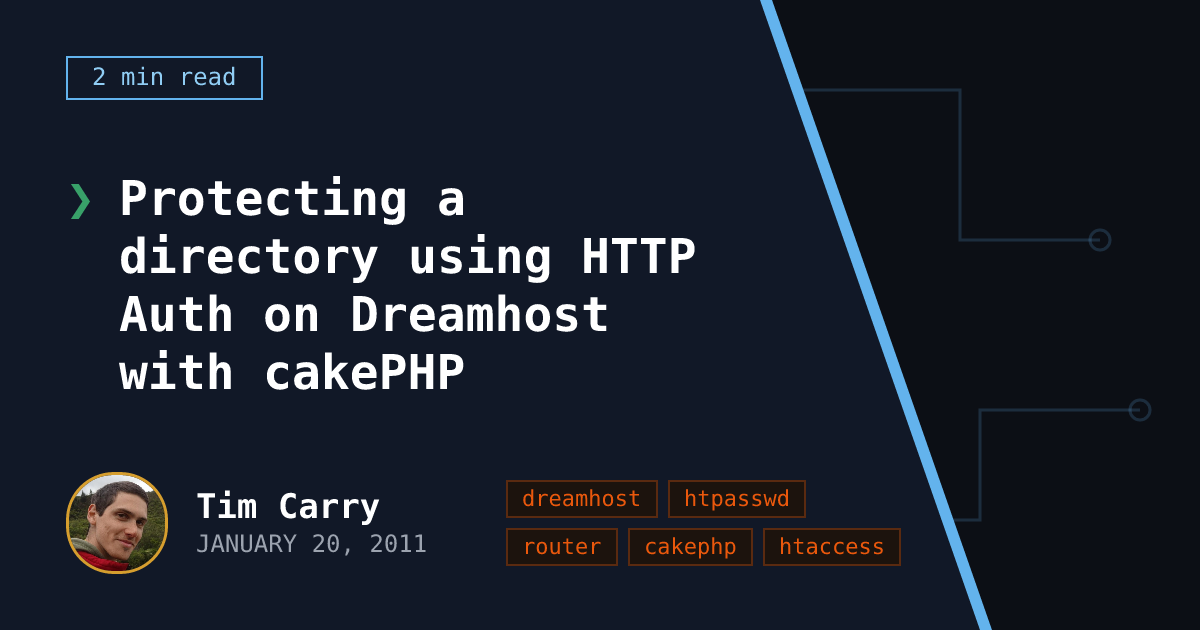 2 min read
❯ Protecting a
directory using HTTP
Auth on Dreamhost
with cakePHP
Tim Carry
JANUARY 20, 2011
dreamhost htpasswd
router cakephp htaccess